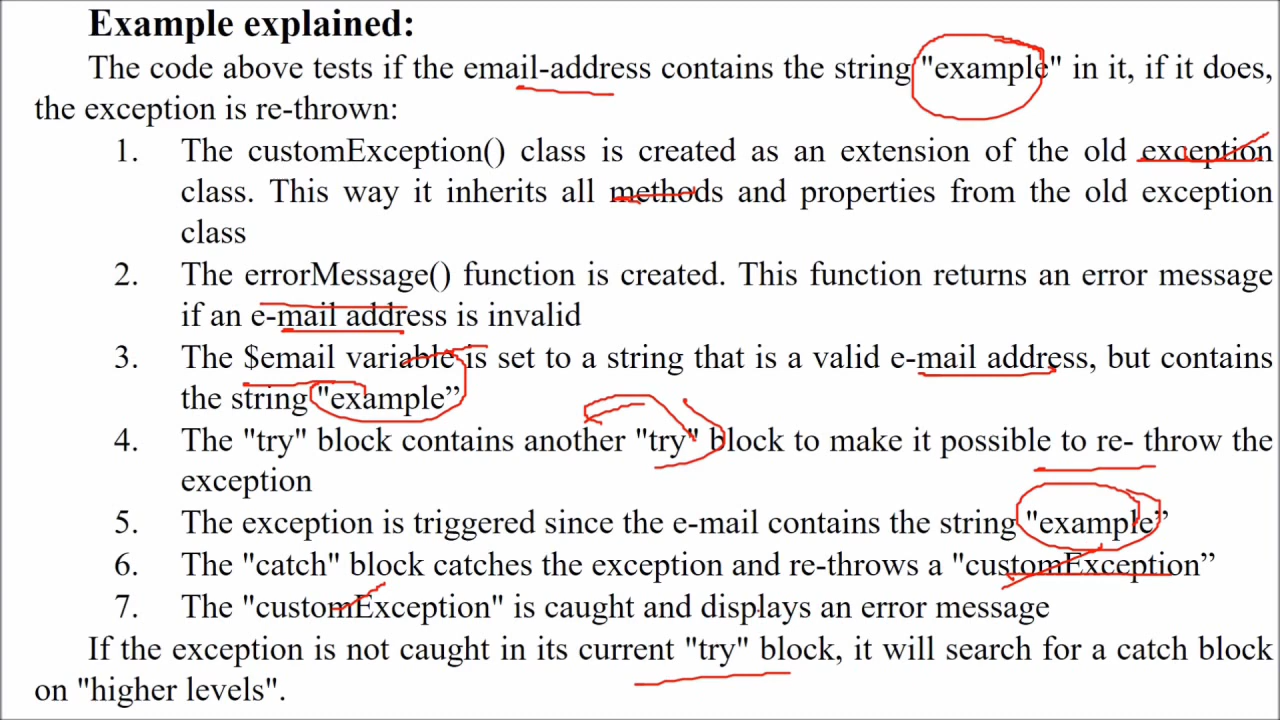 Example explained:
The code above tests if the email-address contains the string "example" in it, if it does,
the exception is re-thrown:
1. The customException() class is created as an extension of the old exception
class. This way it inherits all methods and properties from the old exception
class
2. The errorMessage() function is created. This function returns an error message
if an e-mail address is invalid
3. The $email variable is set to a string that is a valid e-mail address, but contains
the string "example”
4. The "try" block contains another "try" block to make it possible to re- throw the
exception
5. The exception is triggered since the e-mail contains the string "example”
6. The "catch" block catches the exception and re-throws a "customException”
7. The "customException" is caught and displays an error message
If the exception is not caught in its current "try" block, it will search for a catch block
on "higher levels".